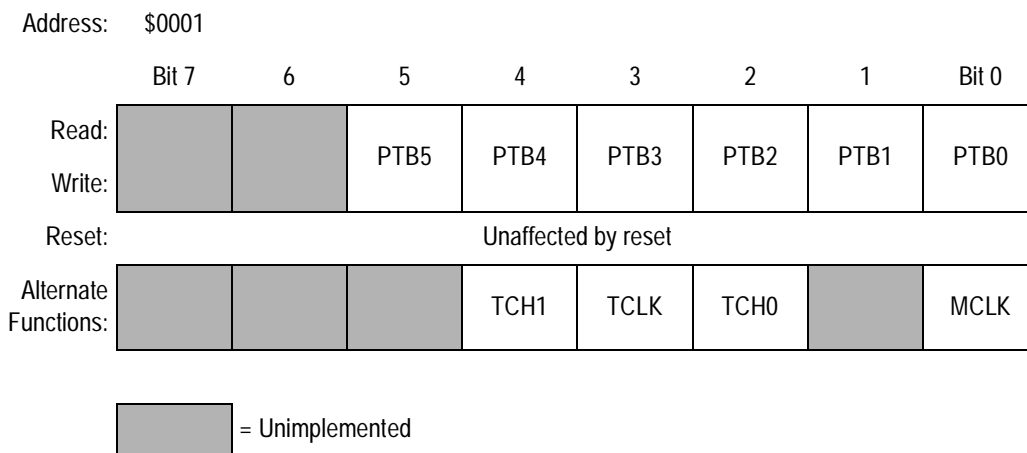 Address: $0001
Bit 7 6 5 4 3 2 1 Bit 0
Read:
PTB5 PTB4 PTB3 PTB2 PTB1 PTB0
Write:
Reset: Unaffected by reset
Alternate
Functions: TCH1 TCLK TCH0 MCLK
= Unimplemented